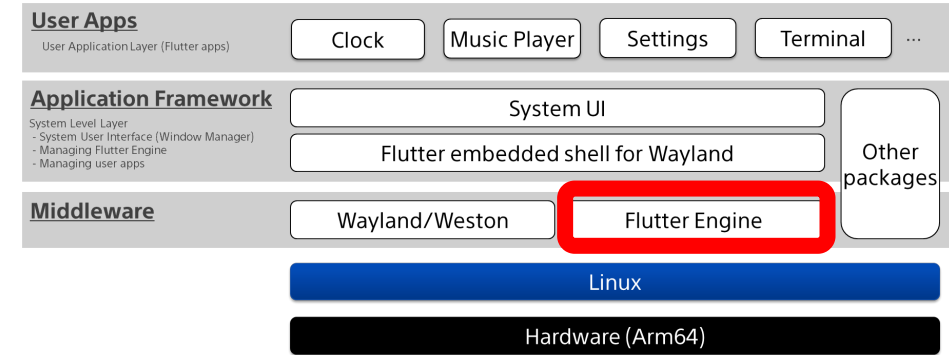 User Apps
User Application Layer (Flutter apps)
Clock
Music Player
Settings
Terminal
...
Application Framework
System Level Layer
- System User Interface (Window Manager)
- Managing Flutter Engine
- Managing user apps
System UI
Flutter embedded shell for Wayland
Other
packages
Middleware
Wayland/Weston
Flutter Engine
Linux
Hardware (Arm64)